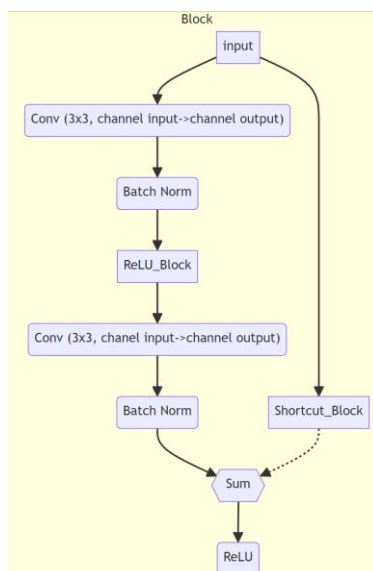 Block
input
Conv (3x3, channel input->channel output)
Batch Norm
ReLU_Block
Conv (3x3, chanel input->channel output)
Batch Norm
Shortcut_Block
Sum
ReLU